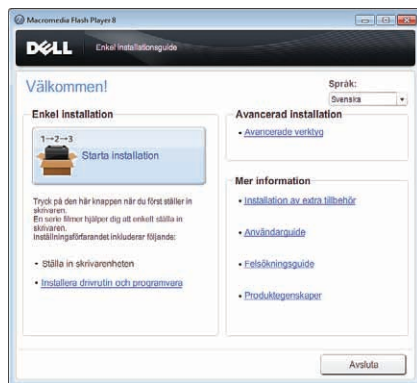 Macromedia Flash Player 8
DELL
Enkel installationsguide
Välkommen!
Språk:
Svenska
Enkel installation
1→2→3
Starta installation
Tryck på den här knappen när du först ställer in
skrivaren.
En serie filmer hjälper dig att enkelt ställa in
skrivaren.
Inställningsförfarandet inkluderar följande:
• Ställa in skrivarenheten
• Installera drivrutin och programvara
Avancerad installation
• Avancerade verktyg
Mer information
• Installation av extra tillbehör
• Användarguide
• Felsökningsguide
• Produktegenskaper
Avsluta